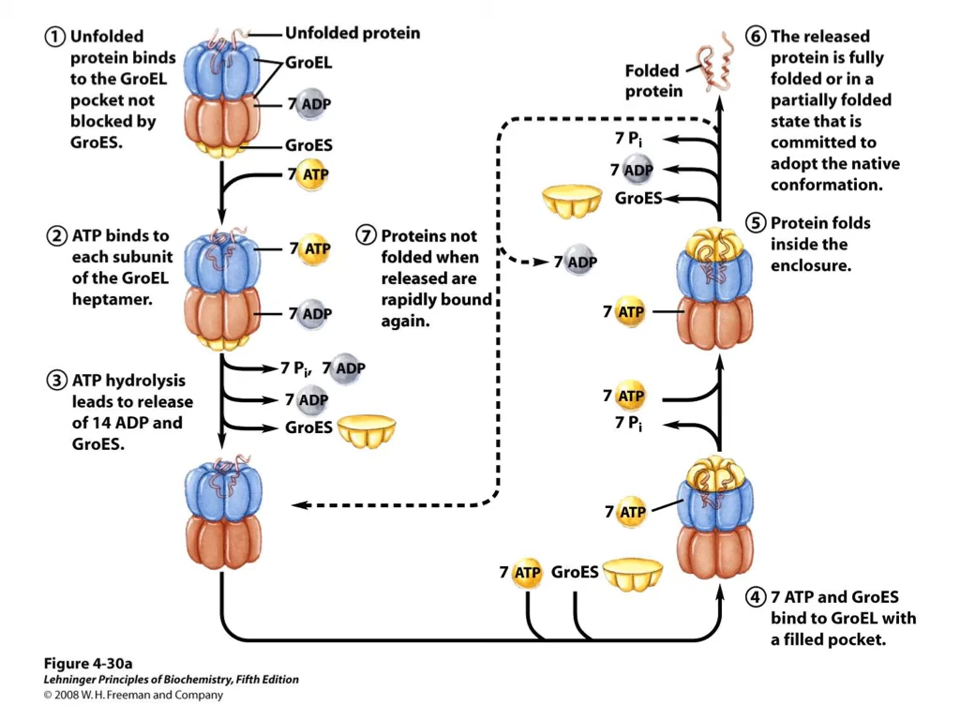 ① Unfolded
protein binds
to the GroEL
pocket not
blocked by
GroES.
Unfolded protein
GroEL
7 ADP
GroES
7 ATP
② ATP binds to
each subunit
of the GroEL
heptamer.
7 ATP
7 ADP
③ ATP hydrolysis
leads to release
of 14 ADP and
GroES.
7 Pi, 7 ADP
7 ADP
GroES
⑦ Proteins not
folded when
released are
rapidly bound
again.
7 ATP GroES
④ 7 ATP and GroES
bind to GroEL with
a filled pocket.
7 ATP
7 ATP
7 Pi
7 ATP
⑤ Protein folds
inside the
enclosure.
7 Pi
7 ADP
GroES
7 ADP
Folded
protein
⑥ The released
protein is fully
folded or in a
partially folded
state that is
committed to
adopt the native
conformation.
Figure 4-30a
Lehninger Principles of Biochemistry, Fifth Edition
© 2008 W. H. Freeman and Company